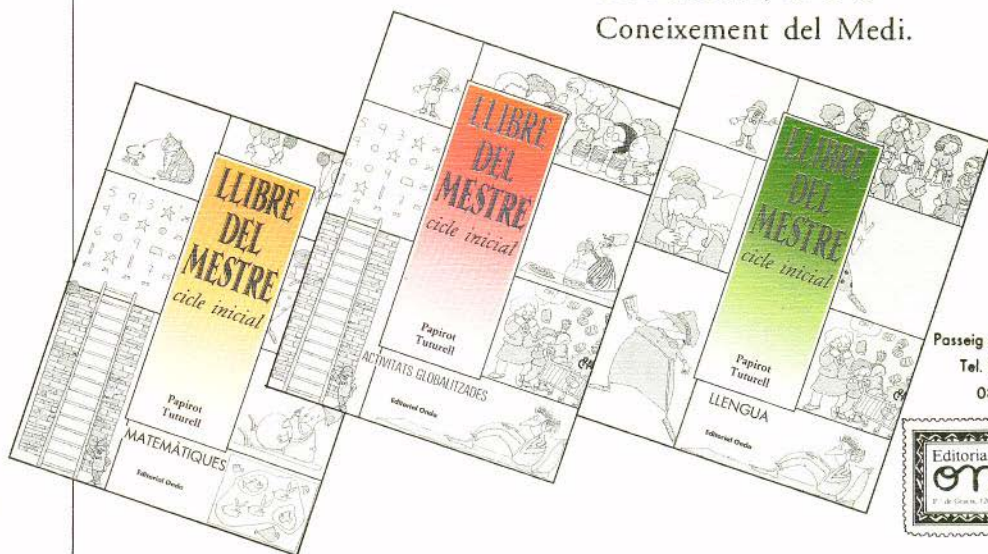 Coneixement del Medi.
LLIBRE
DEL
MESTRE
cicle inicial
Papirot
Tuturell
MATEMÀTIQUES
Editorial Onda
LLIBRE
DEL
MESTRE
cicle inicial
Papirot
Tuturell
ACTIVITATS GLOBALITZADES
Editorial Onda
LLIBRE
DEL
MESTRE
cicle inicial
Papirot
Tuturell
LLENGUA
Editorial Onda
Passeig
Tel.
Editorial